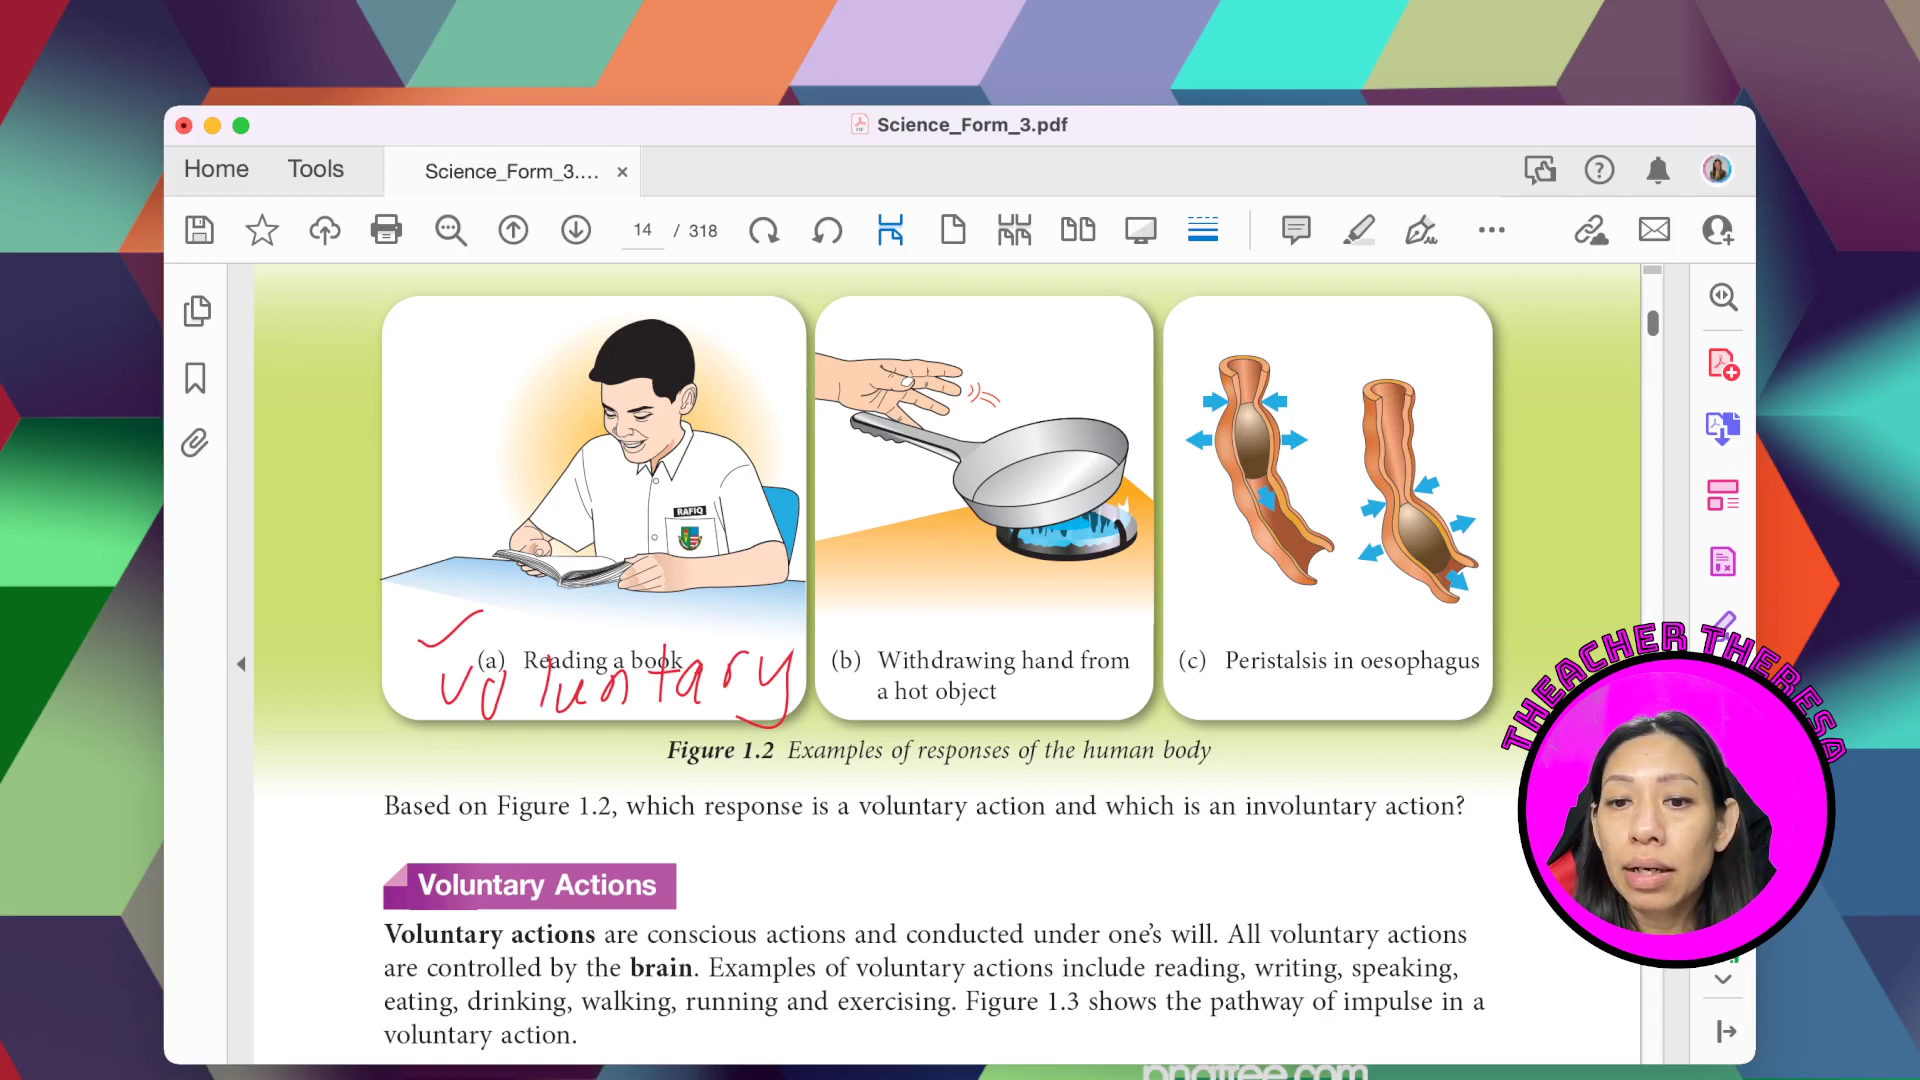 Science_Form_3.pdf
Home Tools Science_Form_3....
14 / 318
RAFIQ
(a) Reading a book
voluntary
(b) Withdrawing hand from
a hot object
(c) Peristalsis in oesophagus
Figure 1.2 Examples of responses of the human body
Based on Figure 1.2, which response is a voluntary action and which is an involuntary action?
Voluntary Actions
Voluntary actions are conscious actions and conducted under one's will. All voluntary actions
are controlled by the brain. Examples of voluntary actions include reading, writing, speaking,
eating, drinking, walking, running and exercising. Figure 1.3 shows the pathway of impulse in a
voluntary action.
THEACHER THERESA
pngtree.com